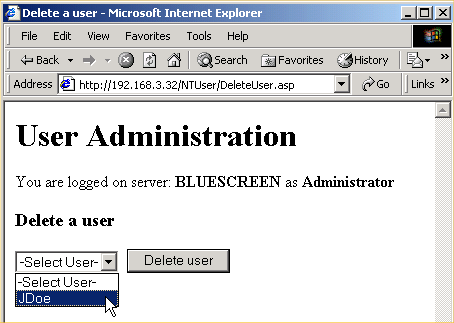 Delete a user - Microsoft Internet Explorer
File Edit View Favorites Tools Help
Back Search Favorites History
Address http://192.168.3.32/NTUser/DeleteUser.asp Go Links »
User Administration
You are logged on server: BLUESCREEN as Administrator
Delete a user
-Select User- Delete user
-Select User-
JDoe